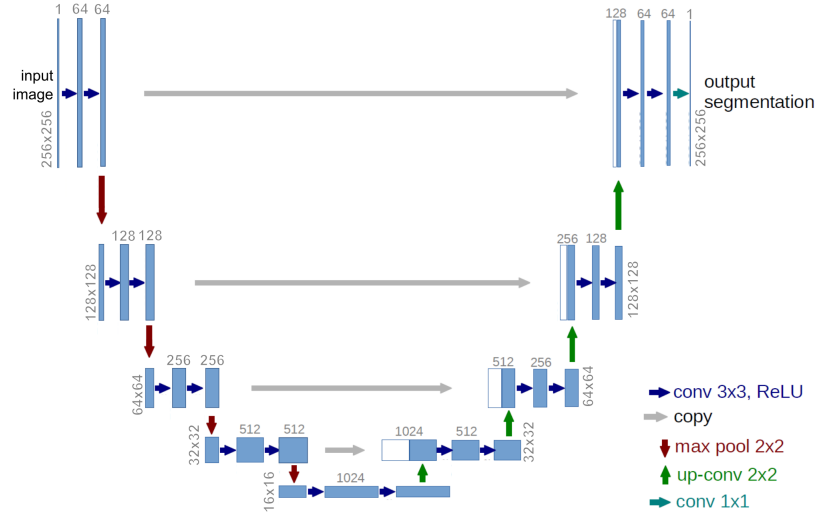 1 64 64
128 64 64 1
input
image
output
segmentation
256x256
256x256
128 128 128
256 128
128x128
128x128
256 256
512 256
64x64
64x64
512 512
1024 512
32x32
32x32
1024
16x16
conv 3x3, ReLU
copy
max pool 2x2
up-conv 2x2
conv 1x1